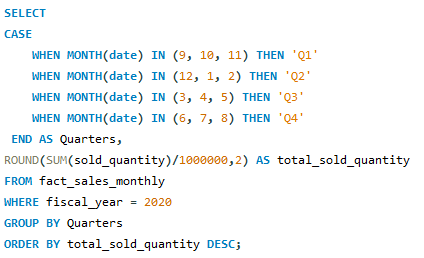 SELECT
CASE
    WHEN MONTH(date) IN (9, 10, 11) THEN 'Q1'
    WHEN MONTH(date) IN (12, 1, 2) THEN 'Q2'
    WHEN MONTH(date) IN (3, 4, 5) THEN 'Q3'
    WHEN MONTH(date) IN (6, 7, 8) THEN 'Q4'
 END AS Quarters,
ROUND(SUM(sold_quantity)/1000000,2) AS total_sold_quantity
FROM fact_sales_monthly
WHERE fiscal_year = 2020
GROUP BY Quarters
ORDER BY total_sold_quantity DESC;